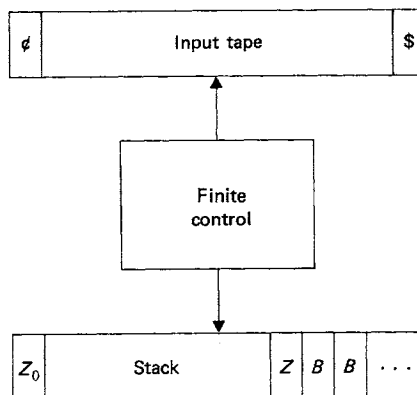 ¢ Input tape $
Finite
control
Z₀ Stack Z B B ...